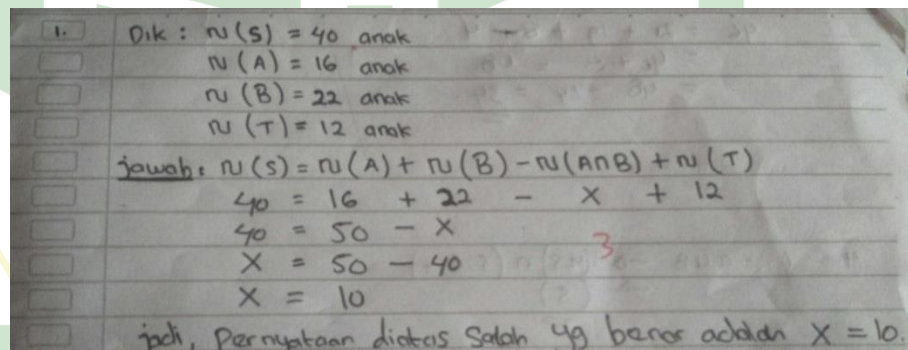 1. Dik : n(S) = 40 anak
n(A) = 16 anak
n(B) = 22 anak
n(T) = 12 anak
jawab : n(S) = n(A) + n(B) - n(A∩B) + n(T)
40 = 16 + 22 - X + 12
40 = 50 - X
X = 50 - 40
3
X = 10
jadi, Pernyataan diatas Salah yg benar adalah X = 10.